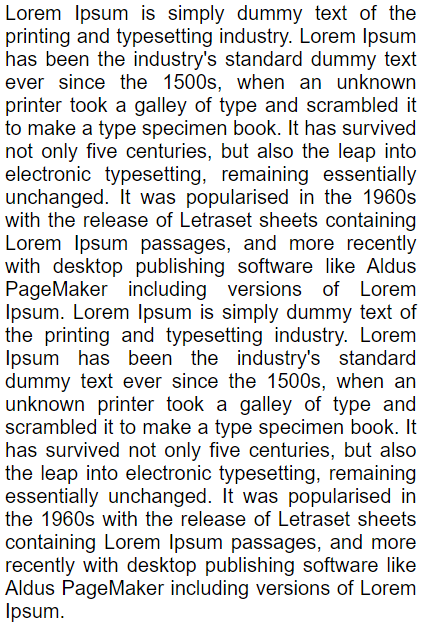 Lorem Ipsum is simply dummy text of the
printing and typesetting industry. Lorem Ipsum
has been the industry's standard dummy text
ever since the 1500s, when an unknown
printer took a galley of type and scrambled it
to make a type specimen book. It has survived
not only five centuries, but also the leap into
electronic typesetting, remaining essentially
unchanged. It was popularised in the 1960s
with the release of Letraset sheets containing
Lorem Ipsum passages, and more recently
with desktop publishing software like Aldus
PageMaker including versions of Lorem
Ipsum. Lorem Ipsum is simply dummy text of
the printing and typesetting industry. Lorem
Ipsum has been the industry's standard
dummy text ever since the 1500s, when an
unknown printer took a galley of type and
scrambled it to make a type specimen book. It
has survived not only five centuries, but also
the leap into electronic typesetting, remaining
essentially unchanged. It was popularised in
the 1960s with the release of Letraset sheets
containing Lorem Ipsum passages, and more
recently with desktop publishing software like
Aldus PageMaker including versions of Lorem
Ipsum.